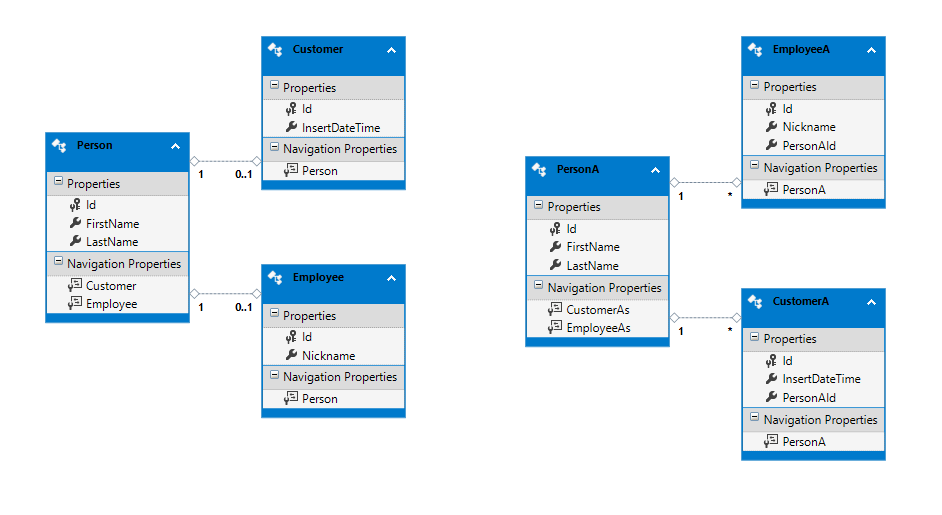 Person
Properties
Id
FirstName
LastName
Navigation Properties
Customer
Employee
1
0..1
1
0..1
Customer
Properties
Id
InsertDateTime
Navigation Properties
Person
Employee
Properties
Id
Nickname
Navigation Properties
Person
PersonA
Properties
Id
FirstName
LastName
Navigation Properties
CustomerAs
EmployeeAs
1
*
1
*
EmployeeA
Properties
Id
Nickname
PersonAId
Navigation Properties
PersonA
CustomerA
Properties
Id
InsertDateTime
PersonAId
Navigation Properties
PersonA